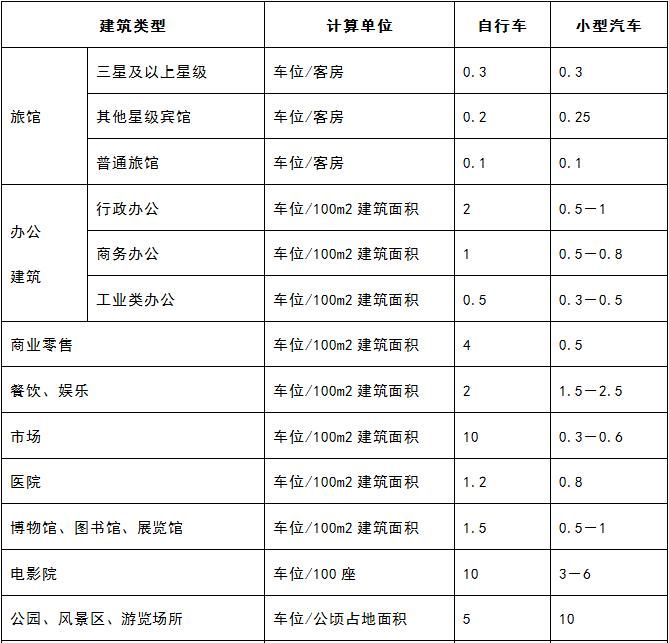 建筑类型 计算单位 自行车 小型汽车
旅馆 三星及以上星级 车位/客房 0.3 0.3
其他星级宾馆 车位/客房 0.2 0.25
普通旅馆 车位/客房 0.1 0.1
办公建筑 行政办公 车位/100m2 建筑面积 2 0.5－1
商务办公 车位/100m2 建筑面积 1 0.5－0.8
工业类办公 车位/100m2 建筑面积 0.5 0.3－0.5
商业零售 车位/100m2 建筑面积 4 0.5
餐饮、娱乐 车位/100m2 建筑面积 2 1.5－2.5
市场 车位/100m2 建筑面积 10 0.3－0.6
医院 车位/100m2 建筑面积 1.2 0.8
博物馆、图书馆、展览馆 车位/100m2 建筑面积 1.5 0.5－1
电影院 车位/100 座 10 3－6
公园、风景区、游览场所 车位/公顷占地面积 5 10